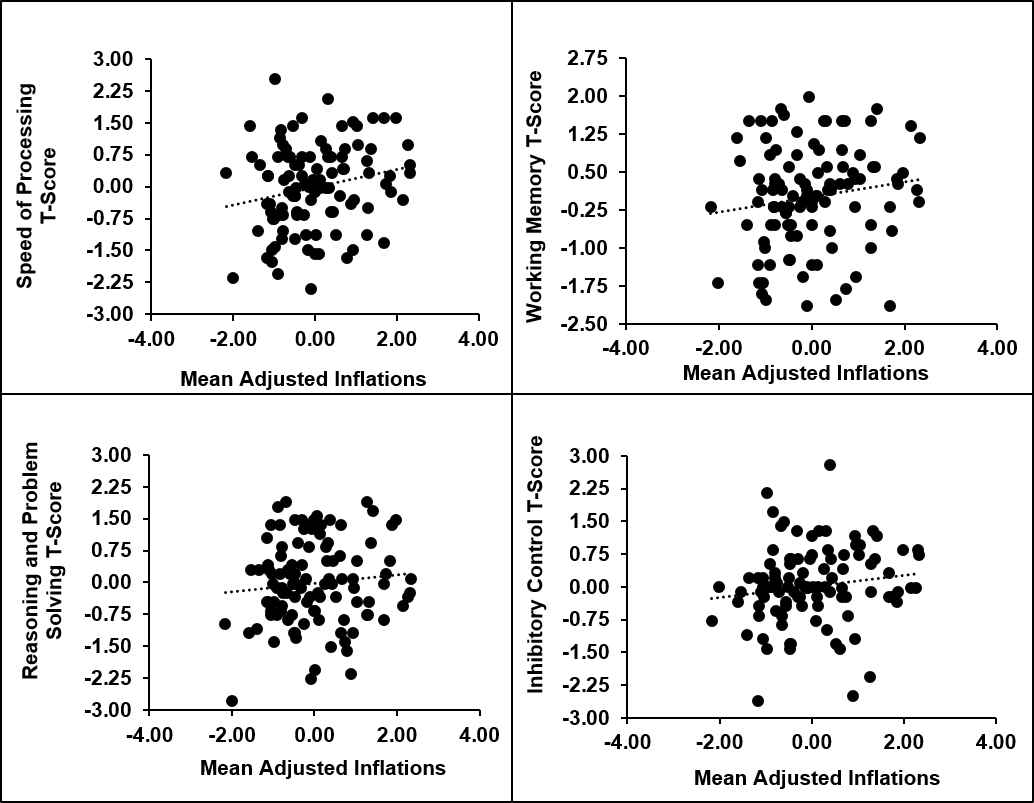 Speed of Processing
T-Score
3.00
2.25
1.50
0.75
0.00
-0.75
-1.50
-2.25
-3.00
-4.00 -2.00 0.00 2.00 4.00
Mean Adjusted Inflations
Working Memory T-Score
2.75
2.00
1.25
0.50
-0.25
-1.00
-1.75
-2.50
-4.00 -2.00 0.00 2.00 4.00
Mean Adjusted Inflations
Reasoning and Problem
Solving T-Score
3.00
2.25
1.50
0.75
0.00
-0.75
-1.50
-2.25
-3.00
-4.00 -2.00 0.00 2.00 4.00
Mean Adjusted Inflations
Inhibitory Control T-Score
3.00
2.25
1.50
0.75
0.00
-0.75
-1.50
-2.25
-3.00
-4.00 -2.00 0.00 2.00 4.00
Mean Adjusted Inflations